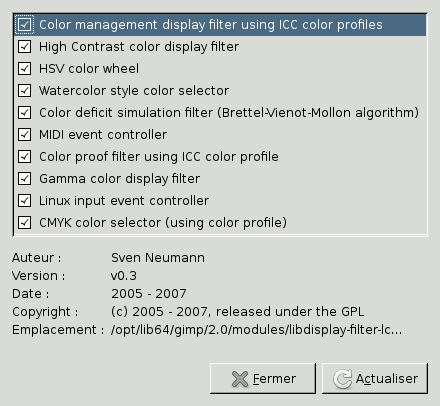 Color management display filter using ICC color profiles
High Contrast color display filter
HSV color wheel
Watercolor style color selector
Color deficit simulation filter (Brettel-Vienot-Mollon algorithm)
MIDI event controller
Color proof filter using ICC color profile
Gamma color display filter
Linux input event controller
CMYK color selector (using color profile)
Auteur : Sven Neumann
Version : v0.3
Date : 2005 - 2007
Copyright : (c) 2005 - 2007, released under the GPL
Emplacement : /opt/lib64/gimp/2.0/modules/libdisplay-filter-lc...
Fermer Actualiser